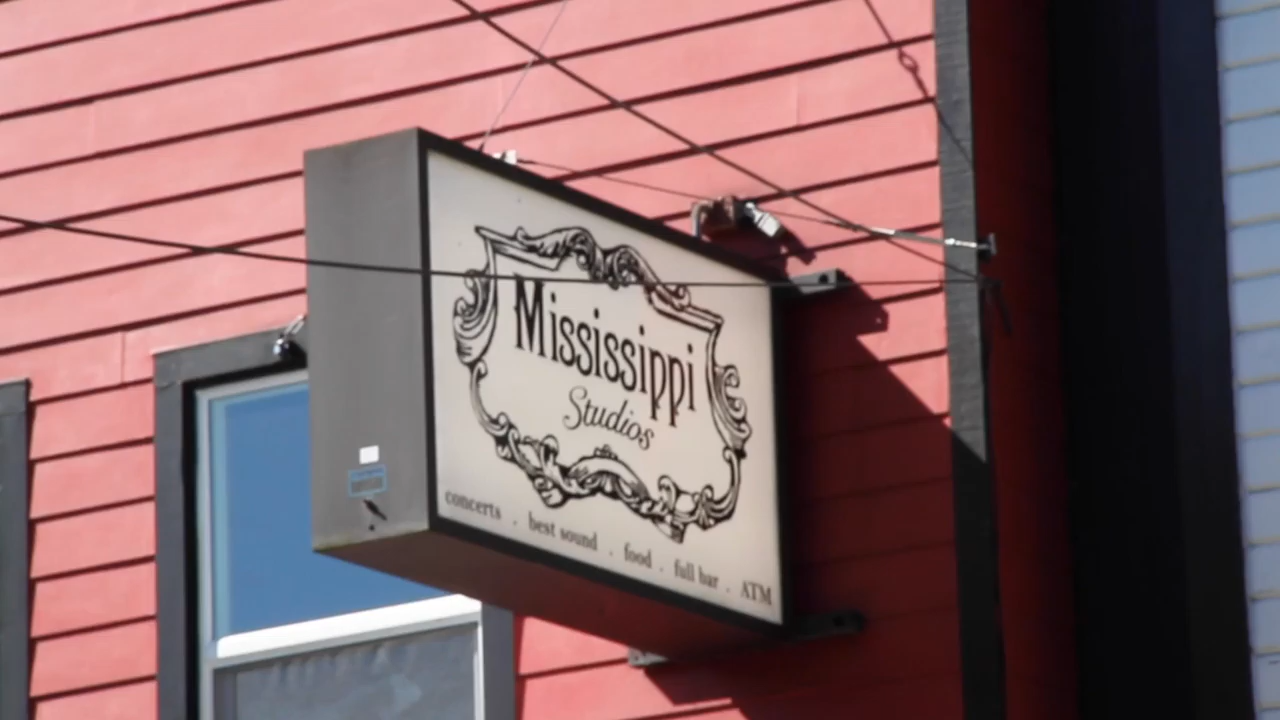 Mississippi
Studios
concerts . best sound . food . full bar . ATM